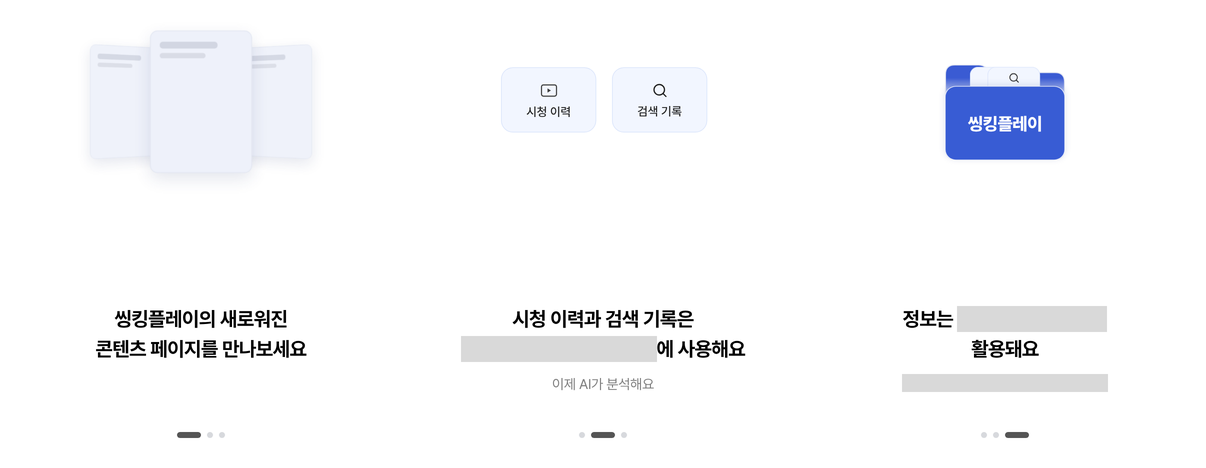 시청 이력
검색 기록
씽킹플레이
씽킹플레이의 새로워진
콘텐츠 페이지를 만나보세요
시청 이력과 검색 기록은
에 사용해요
이제 AI가 분석해요
정보는
활용돼요